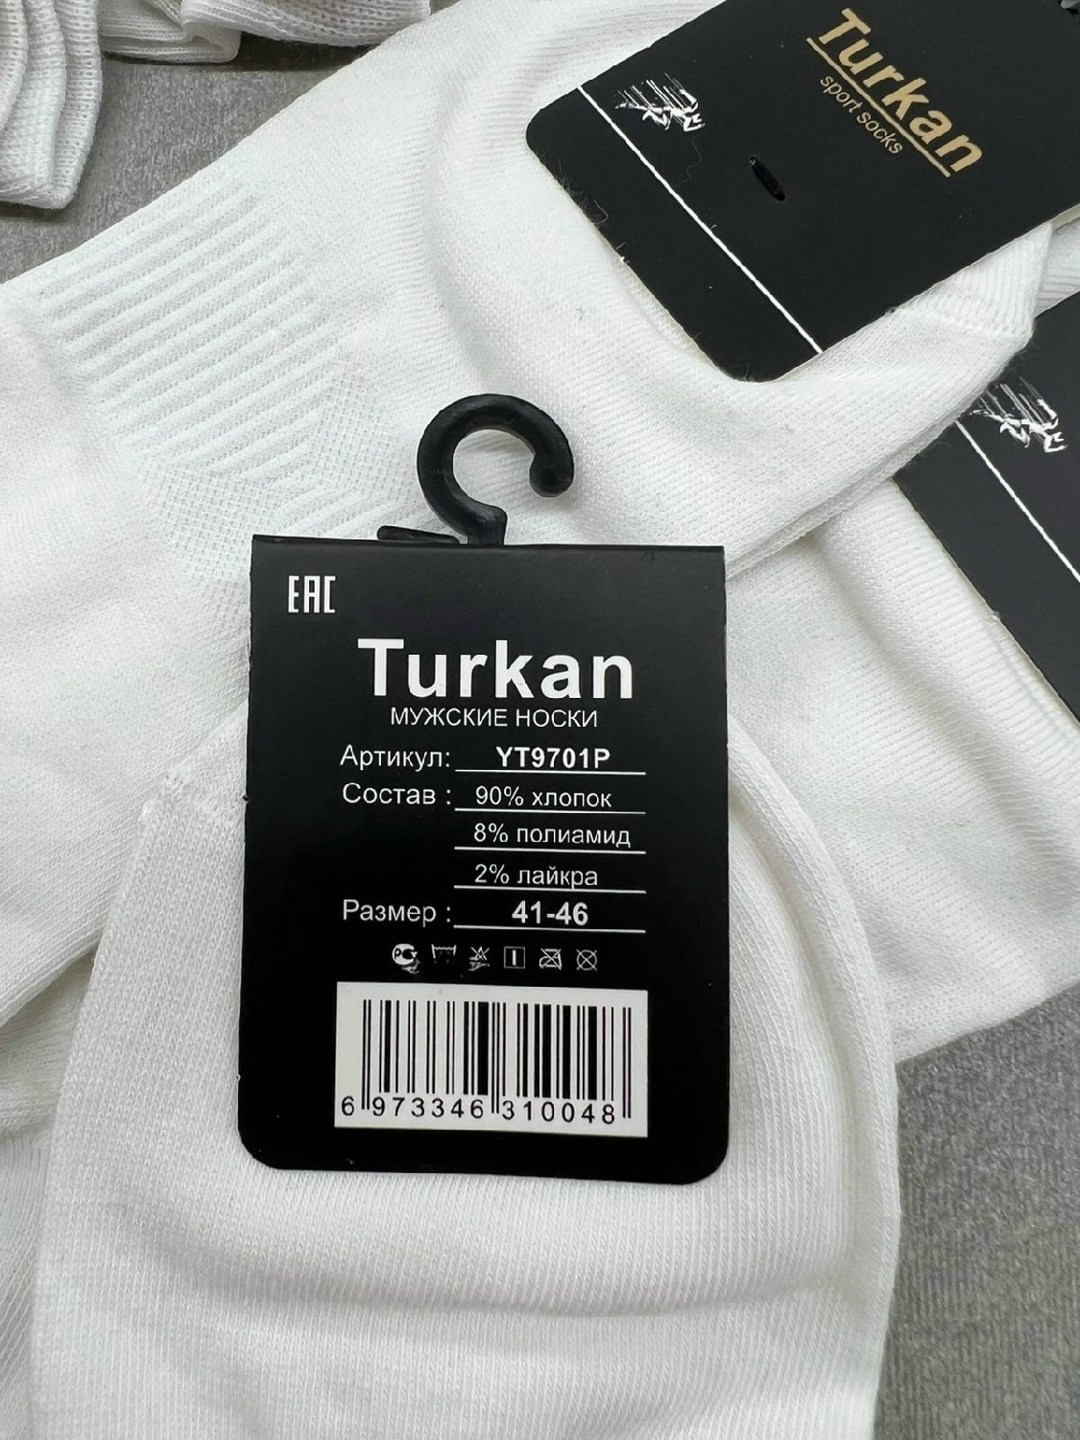 Turkan
sport socks
EAC
Turkan
МУЖСКИЕ НОСКИ
Артикул: YT9701P
Состав : 90% хлопок
8% полиамид
2% лайкра
Размер : 41-46
6 973346 310048